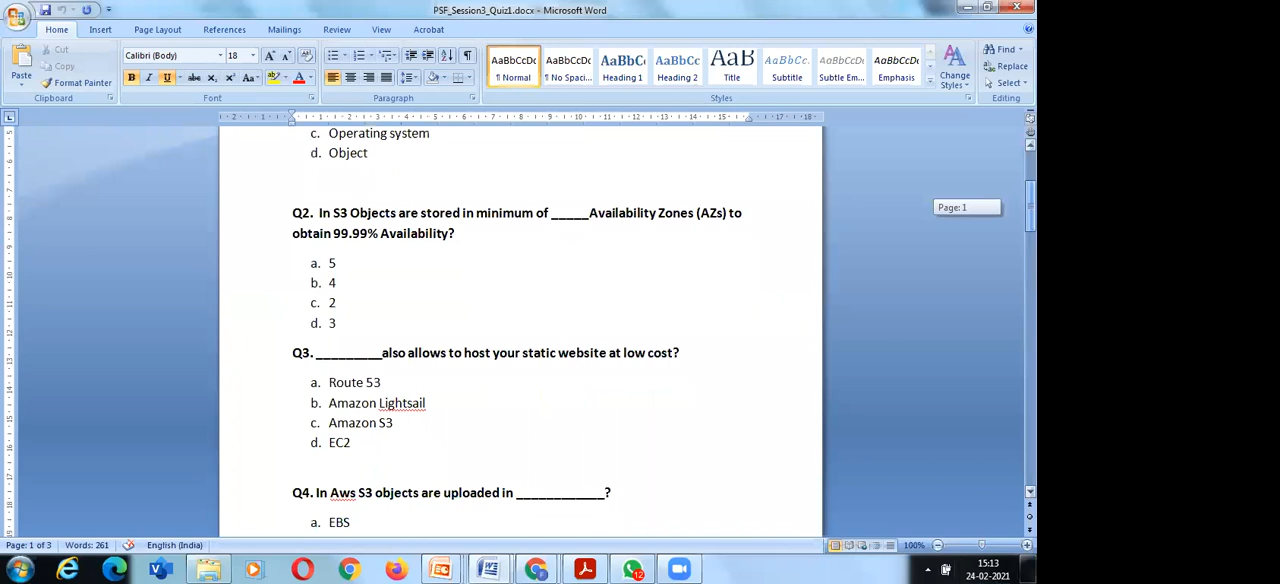 PSF_Session3_Quiz1.docx - Microsoft Word
Home Insert Page Layout References Mailings Review View Acrobat
Cut
Copy
Format Painter
Paste
Calibri (Body) 18
AaBbCcDc AaBbCcDc AaBbC AaBbCc AaB AaBbCc. AaBbCcDc AaBbCcDc
¶ Normal ¶ No Spaci... Heading 1 Heading 2 Title Subtitle Subtle Em... Emphasis
Change Styles
Find
Replace
Select
Clipboard Font Paragraph Styles Editing
c. Operating system
d. Object
Page: 1
Q2. In S3 Objects are stored in minimum of _____Availability Zones (AZs) to
obtain 99.99% Availability?
a. 5
b. 4
c. 2
d. 3
Q3. _________also allows to host your static website at low cost?
a. Route 53
b. Amazon Lightsail
c. Amazon S3
d. EC2
Q4. In Aws S3 objects are uploaded in ____________?
a. EBS
Page: 1 of 3 Words: 261 English (India) 100%
15:13
24-02-2021